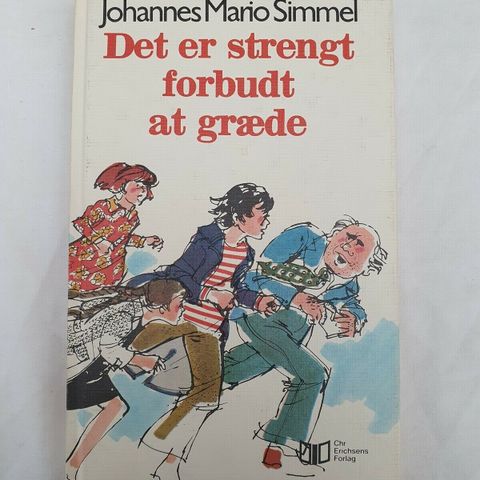 Johannes Mario Simmel
Det er strengt
forbudt
at græde
Chr
Erichsens
Forlag